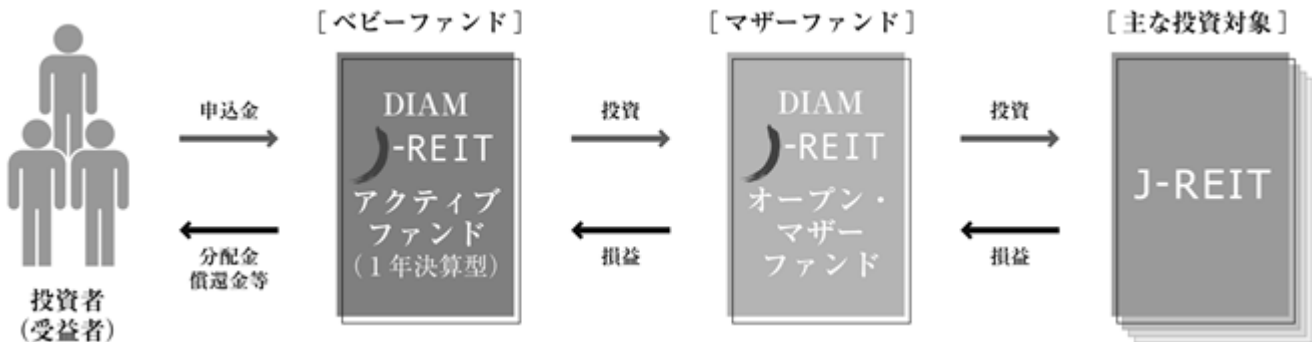 [ベビーファンド]
[マザーファンド]
[主な投資対象]
申込金
投資
投資
DIAM
J-REIT
アクティブ
ファンド
(1年決算型)
DIAM
J-REIT
オープン・
マザー
ファンド
J-REIT
分配金
償還金等
損益
損益
投資者
(受益者)